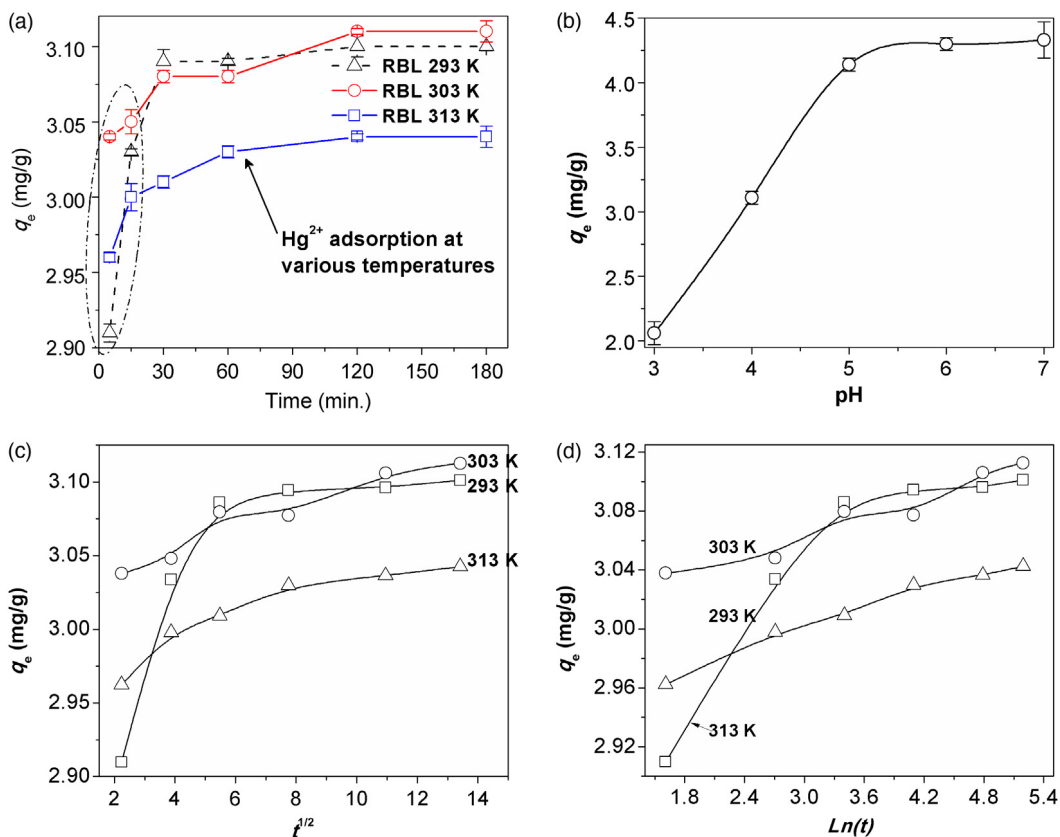 (a)
3.10
3.05
3.00
2.95
2.90
qe (mg/g)
RBL 293 K
RBL 303 K
RBL 313 K
Hg2+ adsorption at
various temperatures
0 30 60 90 120 150 180
Time (min.)
(b)
4.5
4.0
3.5
3.0
2.5
2.0
qe (mg/g)
3 4 5 6 7
pH
(c)
3.10
3.05
3.00
2.95
2.90
qe (mg/g)
303 K
293 K
313 K
2 4 6 8 10 12 14
t1/2
(d)
3.12
3.08
3.04
3.00
2.96
2.92
qe (mg/g)
303 K
293 K
313 K
1.8 2.4 3.0 3.6 4.2 4.8 5.4
Ln(t)